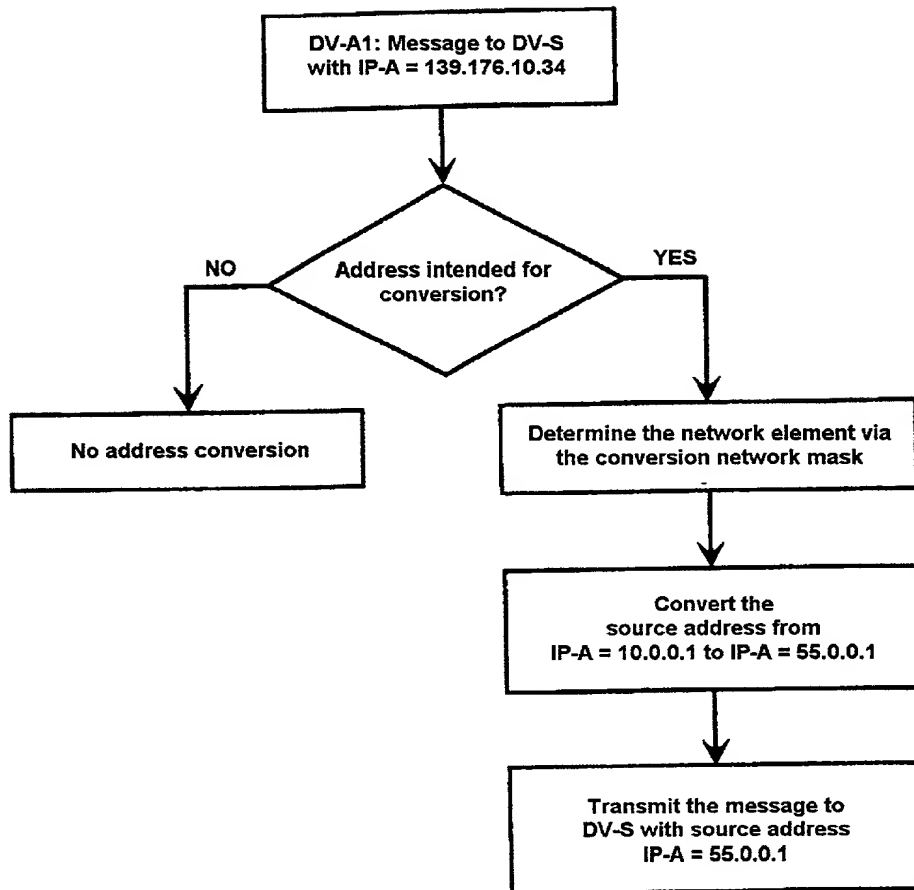 DV-A1: Message to DV-S
with IP-A = 139.176.10.34
Address intended for
conversion?
NO
YES
No address conversion
Determine the network element via
the conversion network mask
Convert the
source address from
IP-A = 10.0.0.1 to IP-A = 55.0.0.1
Transmit the message to
DV-S with source address
IP-A = 55.0.0.1